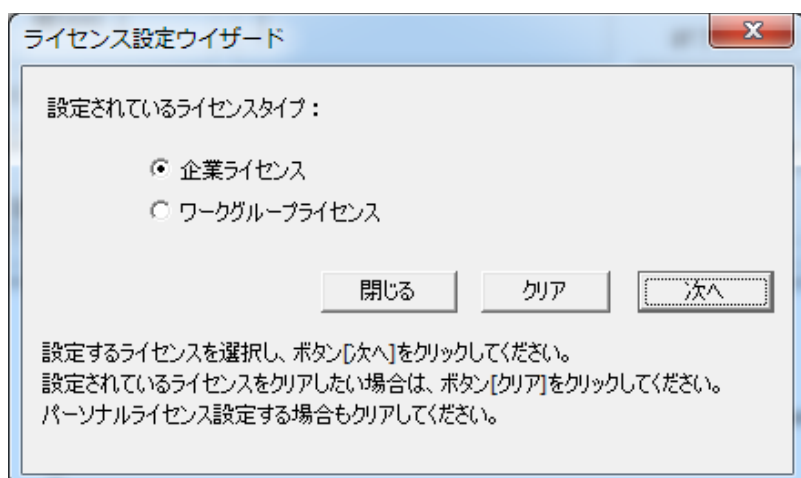 ライセンス設定ウイザード
設定されているライセンスタイプ：
企業ライセンス
ワークグループライセンス
閉じる
クリア
次へ
設定するライセンスを選択し、ボタン[次へ]をクリックしてください。
設定されているライセンスをクリアしたい場合は、ボタン[クリア]をクリックしてください。
パーソナルライセンス設定する場合もクリアしてください。